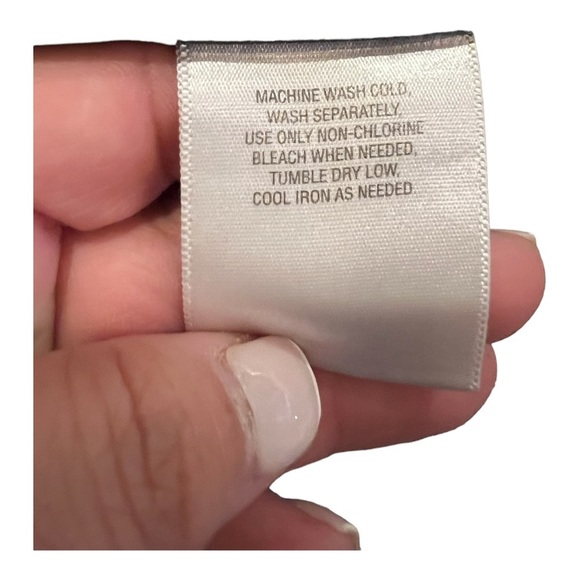 MACHINE WASH COLD,
WASH SEPARATELY
USE ONLY NON-CHLORINE
BLEACH WHEN NEEDED,
TUMBLE DRY LOW,
COOL IRON AS NEEDED